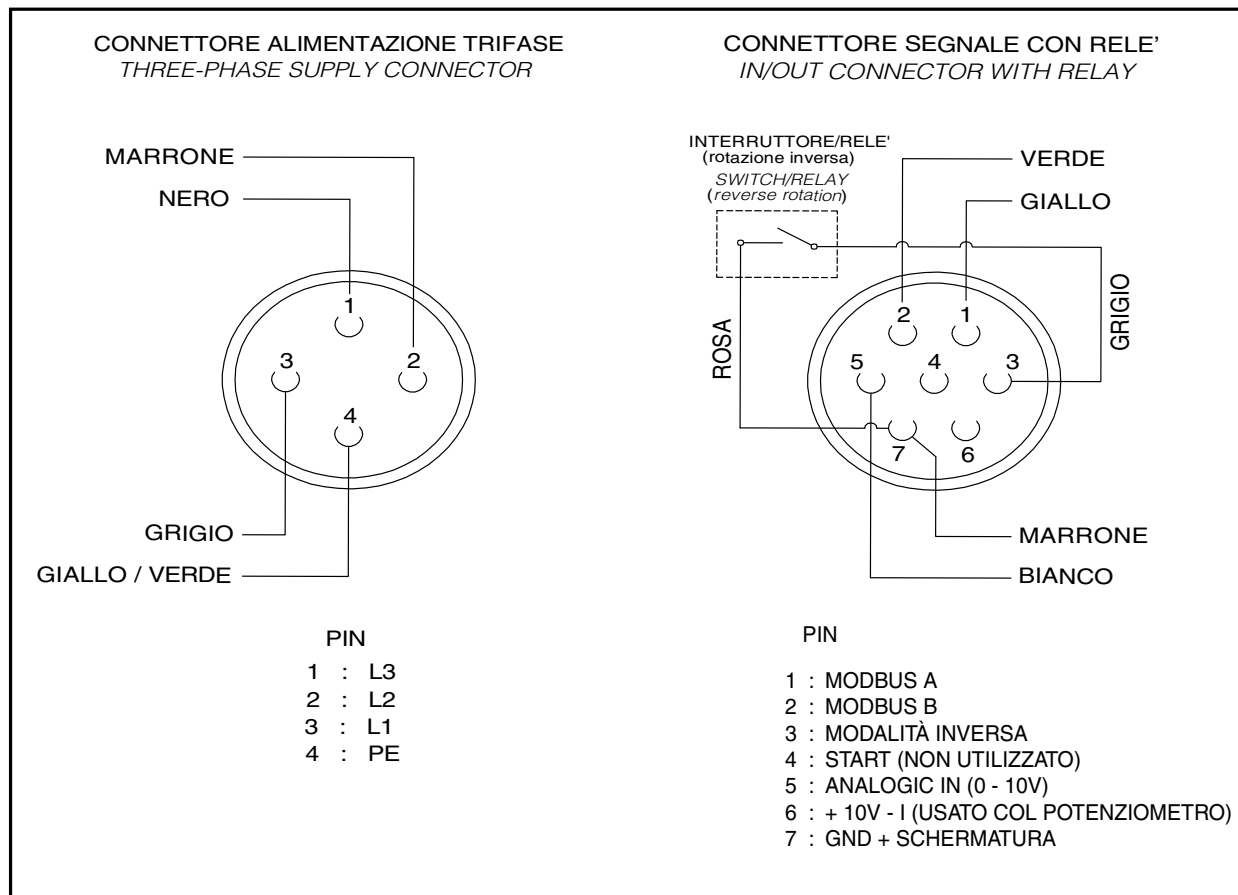 CONNETTORE ALIMENTAZIONE TRIFASE
THREE-PHASE SUPPLY CONNECTOR
MARRONE
NERO
1
3
2
4
GRIGIO
GIALLO / VERDE
PIN
1 : L3
2 : L2
3 : L1
4 : PE
CONNETTORE SEGNALE CON RELE'
IN/OUT CONNECTOR WITH RELAY
INTERRUTTORE/RELE'
(rotazione inversa)
SWITCH/RELAY
(reverse rotation)
VERDE
GIALLO
ROSA
GRIGIO
2
1
5
4
3
7
6
MARRONE
BIANCO
PIN
1 : MODBUS A
2 : MODBUS B
3 : MODALITÀ INVERSA
4 : START (NON UTILIZZATO)
5 : ANALOGIC IN (0 - 10V)
6 : + 10V - I (USATO COL POTENZIOMETRO)
7 : GND + SCHERMATURA